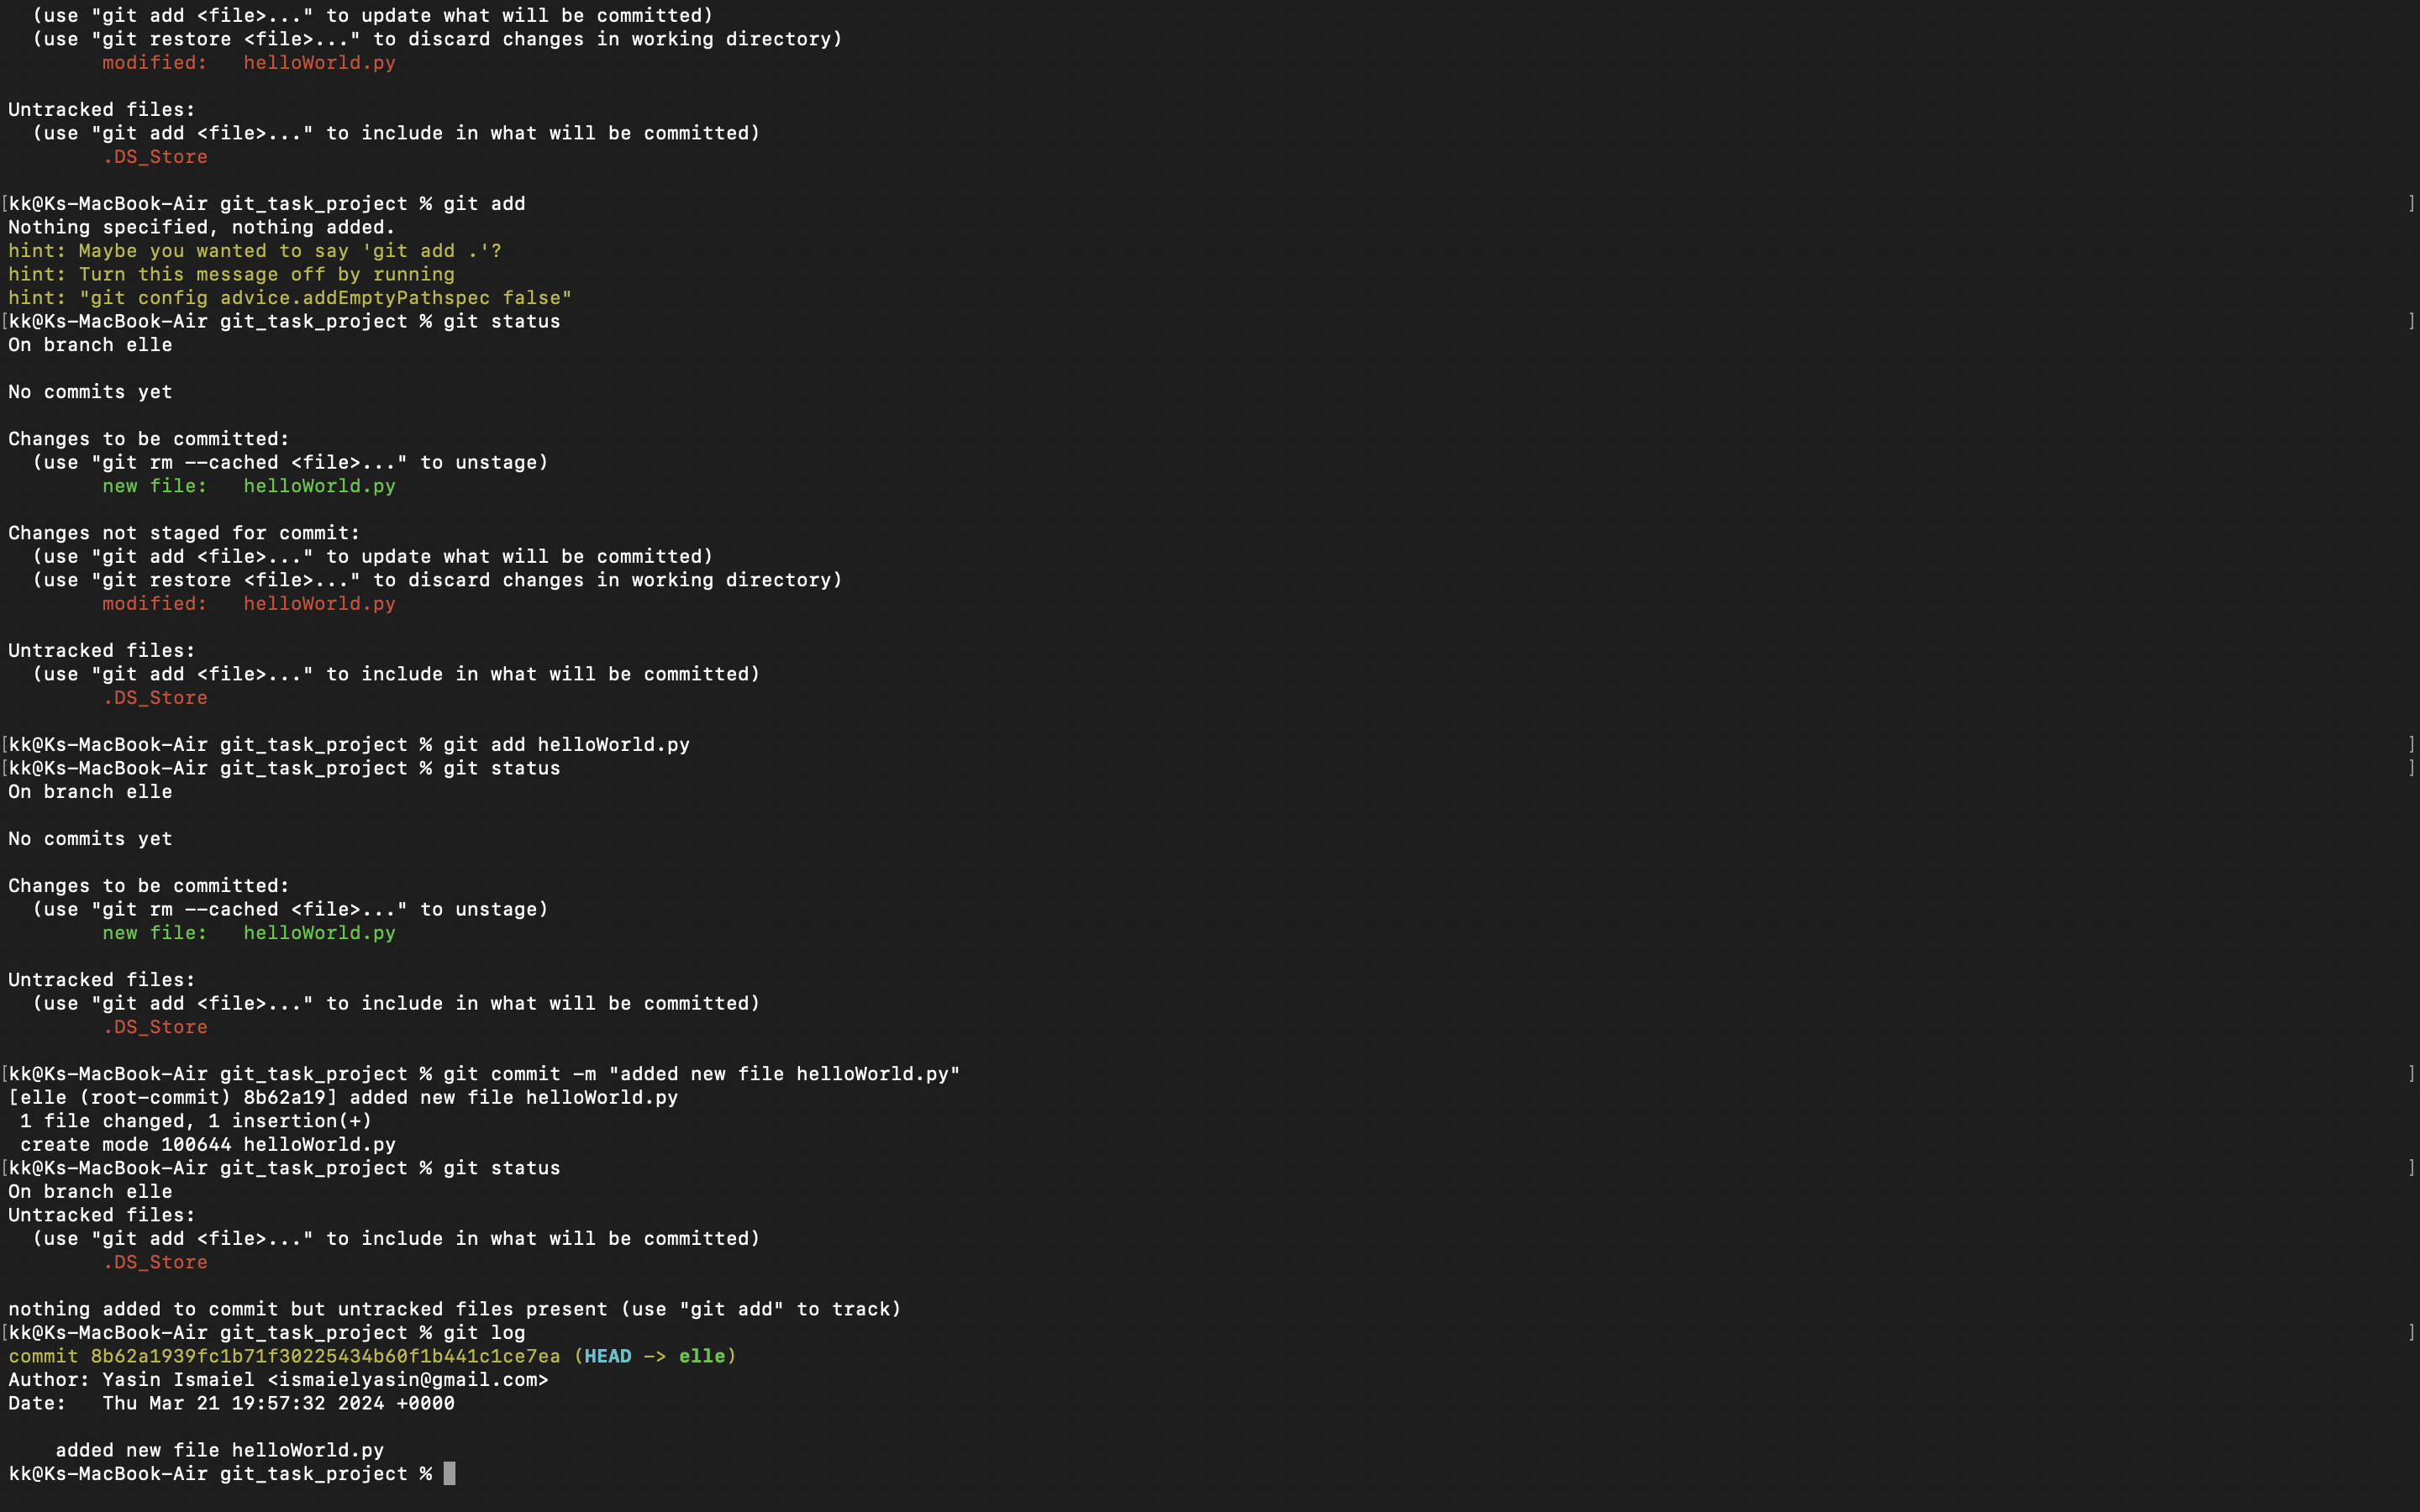 (use "git add <file>..." to update what will be committed)
  (use "git restore <file>..." to discard changes in working directory)
        modified:   helloWorld.py

Untracked files:
  (use "git add <file>..." to include in what will be committed)
        .DS_Store

[kk@Ks-MacBook-Air git_task_project % git add ]
Nothing specified, nothing added.
hint: Maybe you wanted to say 'git add .'?
hint: Turn this message off by running
hint: "git config advice.addEmptyPathspec false"
[kk@Ks-MacBook-Air git_task_project % git status ]
On branch elle

No commits yet

Changes to be committed:
  (use "git rm --cached <file>..." to unstage)
        new file:   helloWorld.py

Changes not staged for commit:
  (use "git add <file>..." to update what will be committed)
  (use "git restore <file>..." to discard changes in working directory)
        modified:   helloWorld.py

Untracked files:
  (use "git add <file>..." to include in what will be committed)
        .DS_Store

[kk@Ks-MacBook-Air git_task_project % git add helloWorld.py ]
[kk@Ks-MacBook-Air git_task_project % git status ]
On branch elle

No commits yet

Changes to be committed:
  (use "git rm --cached <file>..." to unstage)
        new file:   helloWorld.py

Untracked files:
  (use "git add <file>..." to include in what will be committed)
        .DS_Store

[kk@Ks-MacBook-Air git_task_project % git commit -m "added new file helloWorld.py" ]
[elle (root-commit) 8b62a19] added new file helloWorld.py
 1 file changed, 1 insertion(+)
 create mode 100644 helloWorld.py
[kk@Ks-MacBook-Air git_task_project % git status ]
On branch elle
Untracked files:
  (use "git add <file>..." to include in what will be committed)
        .DS_Store

nothing added to commit but untracked files present (use "git add" to track)
[kk@Ks-MacBook-Air git_task_project % git log ]
commit 8b62a1939fc1b71f30225434b60f1b441c1ce7ea (HEAD -> elle)
Author: Yasin Ismaiel <ismaielyasin@gmail.com>
Date:   Thu Mar 21 19:57:32 2024 +0000

    added new file helloWorld.py
kk@Ks-MacBook-Air git_task_project %